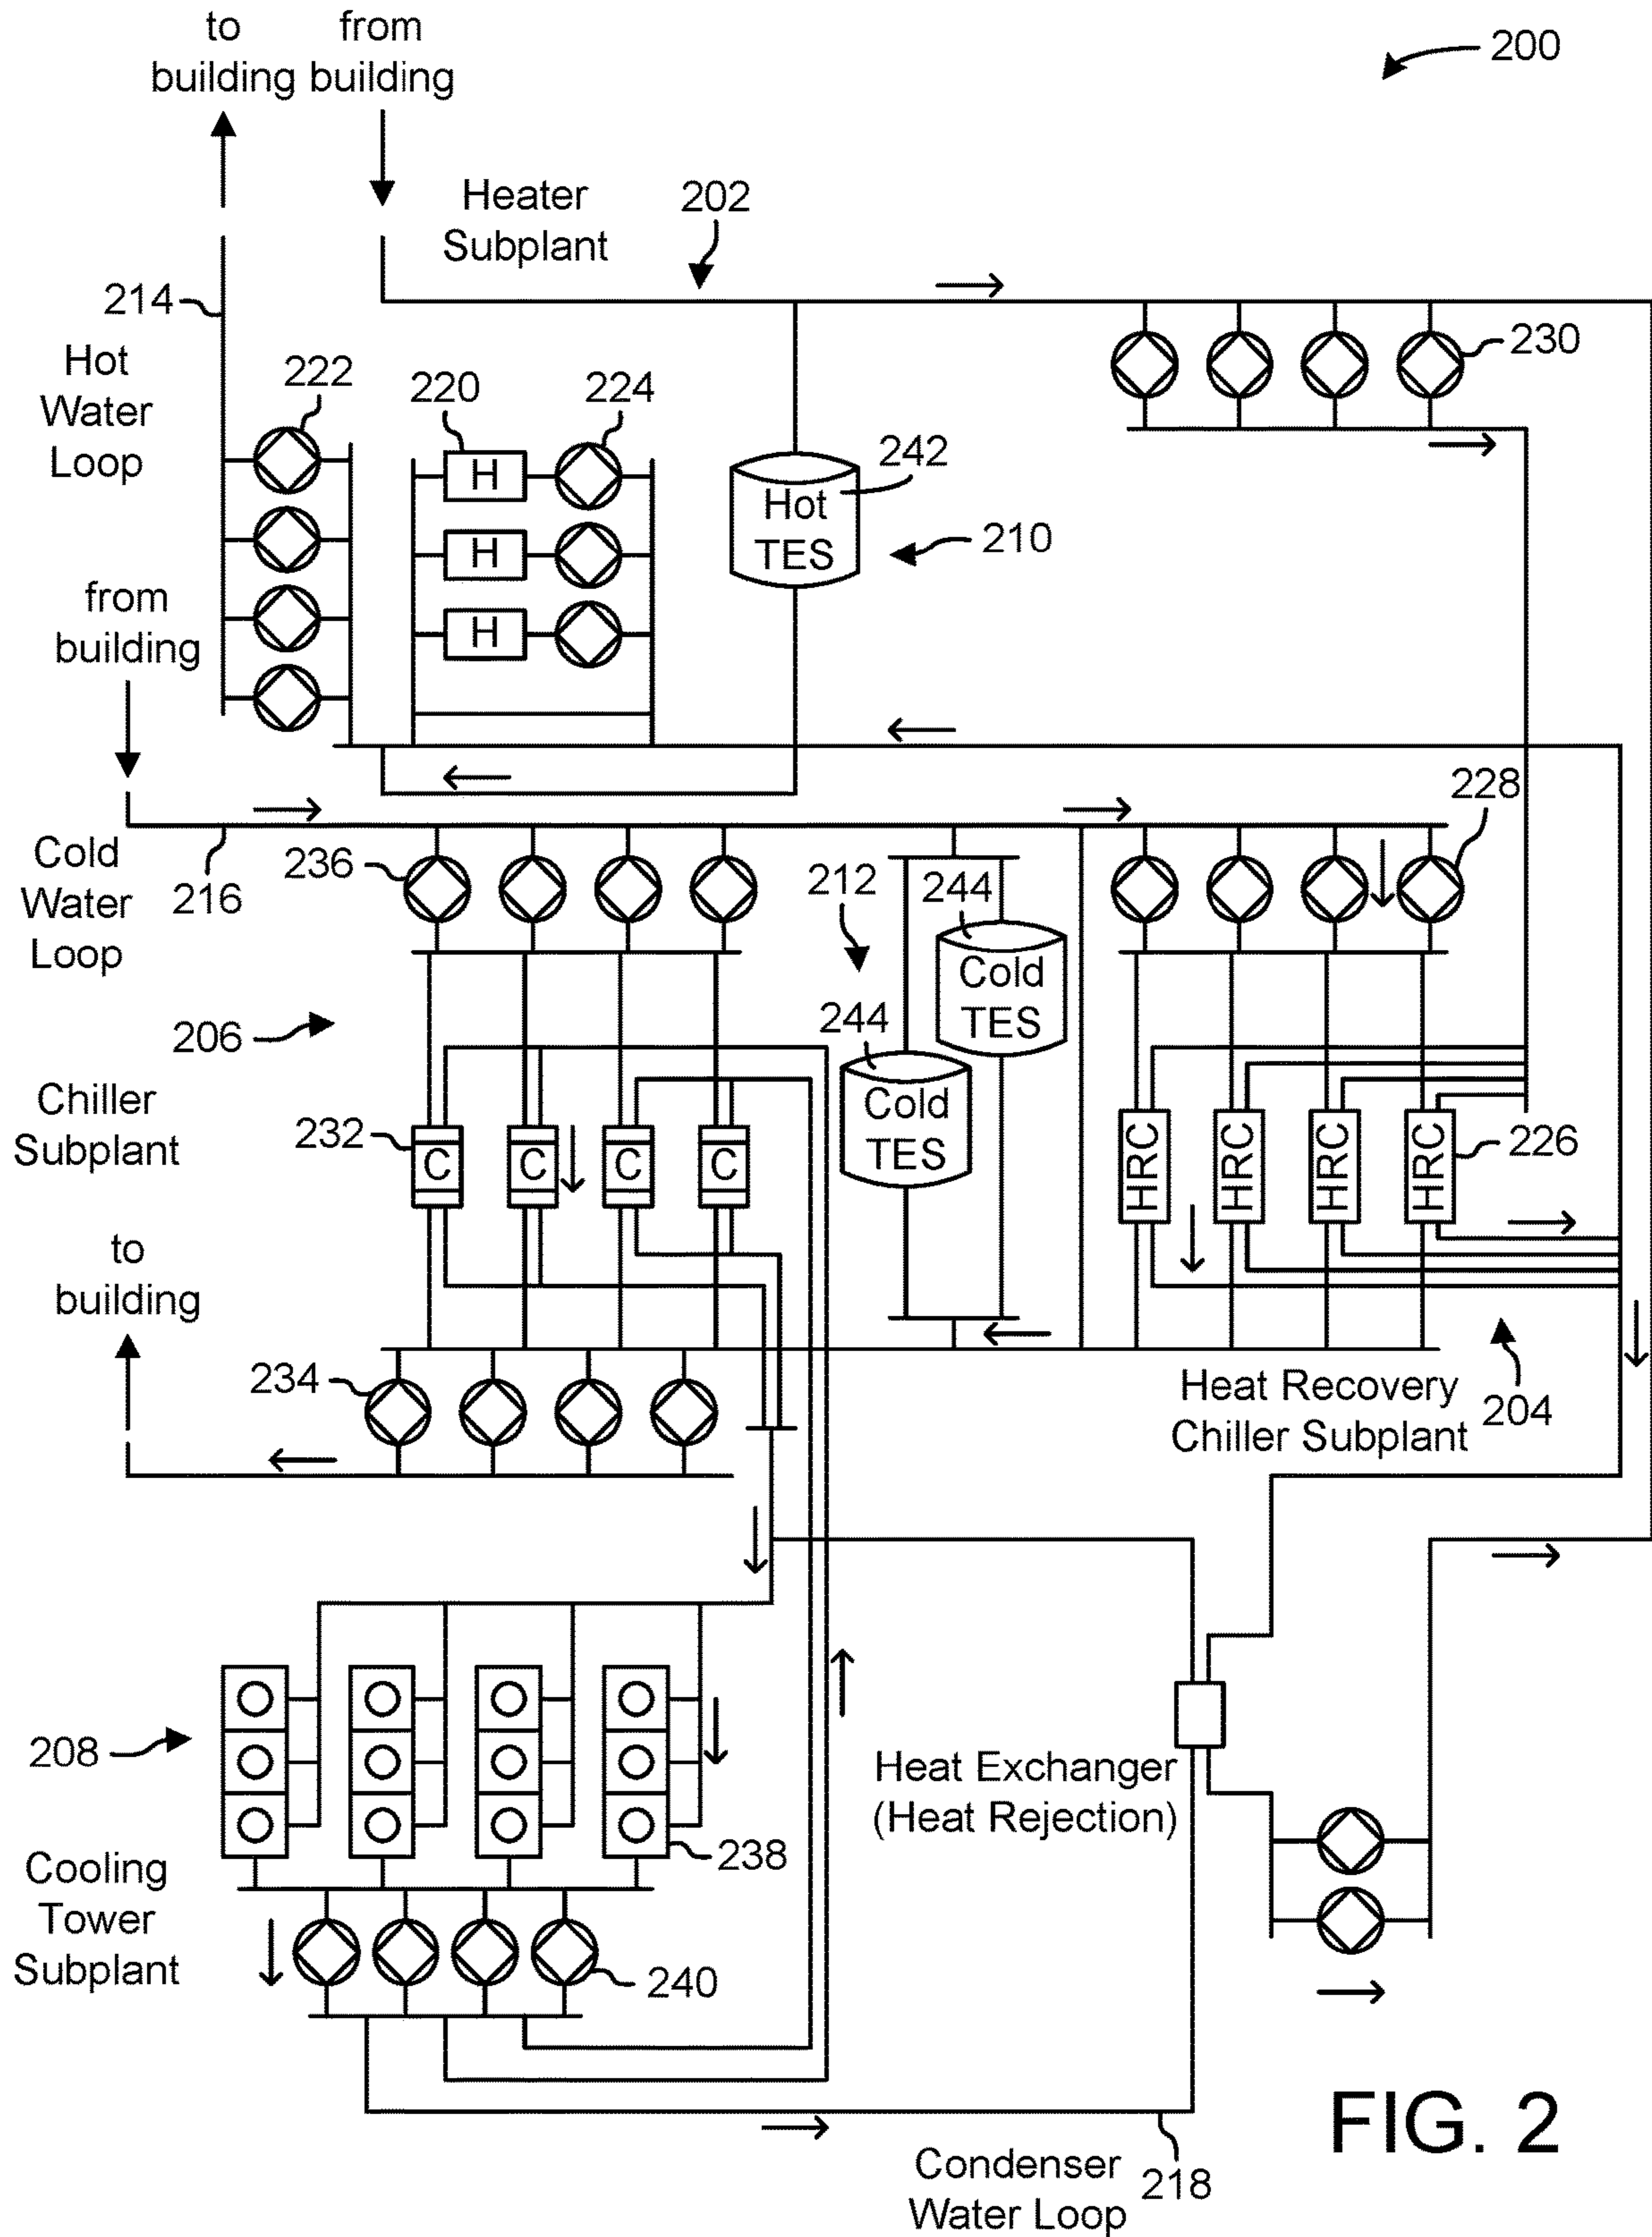 to
building
from
building
200
Heater
Subplant
202
214
Hot
Water
Loop
222
220
224
230
H
H
H
Hot
TES
242
210
from
building
228
Cold
Water
Loop
216
236
212
244
Cold
TES
244
Cold
TES
206
Chiller
Subplant
232
C
C
C
C
HRC
HRC
HRC
HRC
226
to
building
234
Heat Recovery
Chiller Subplant
204
208
Heat Exchanger
(Heat Rejection)
238
Cooling
Tower
Subplant
240
Condenser
Water Loop
218
FIG. 2